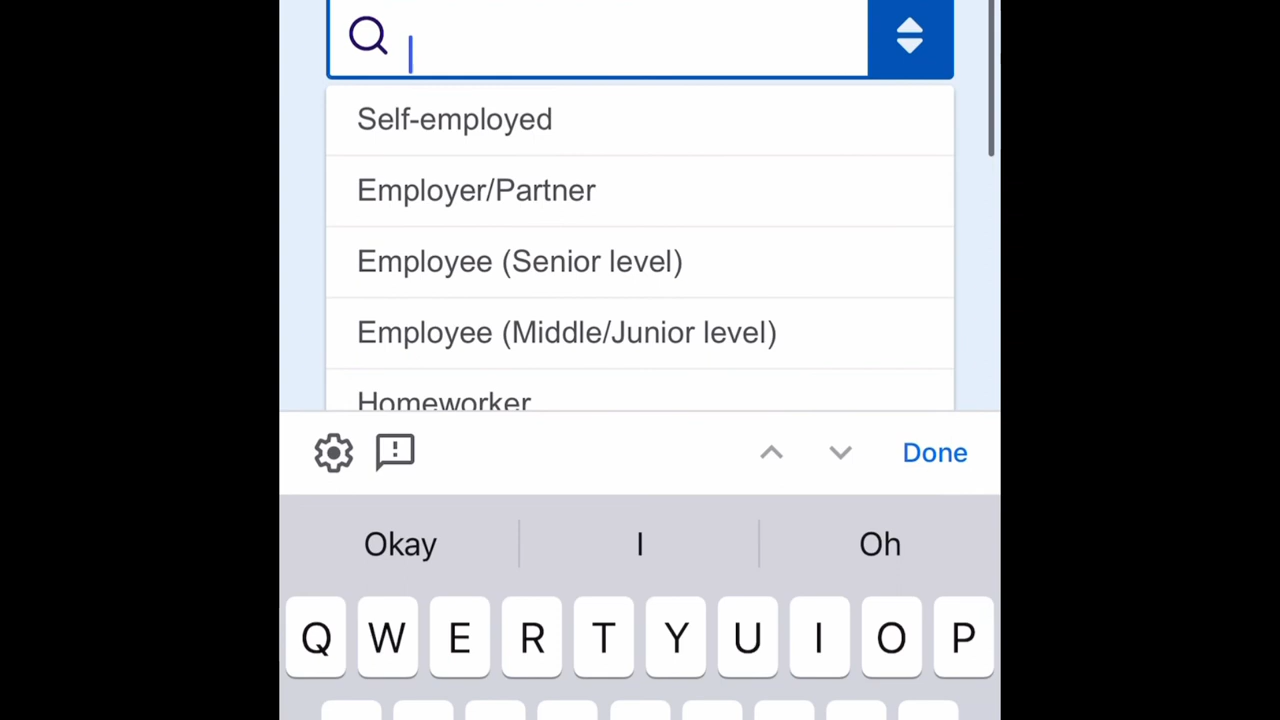 Self-employed
Employer/Partner
Employee (Senior level)
Employee (Middle/Junior level)
Homeworker
Done
Okay I Oh
Q W E R T Y U I O P